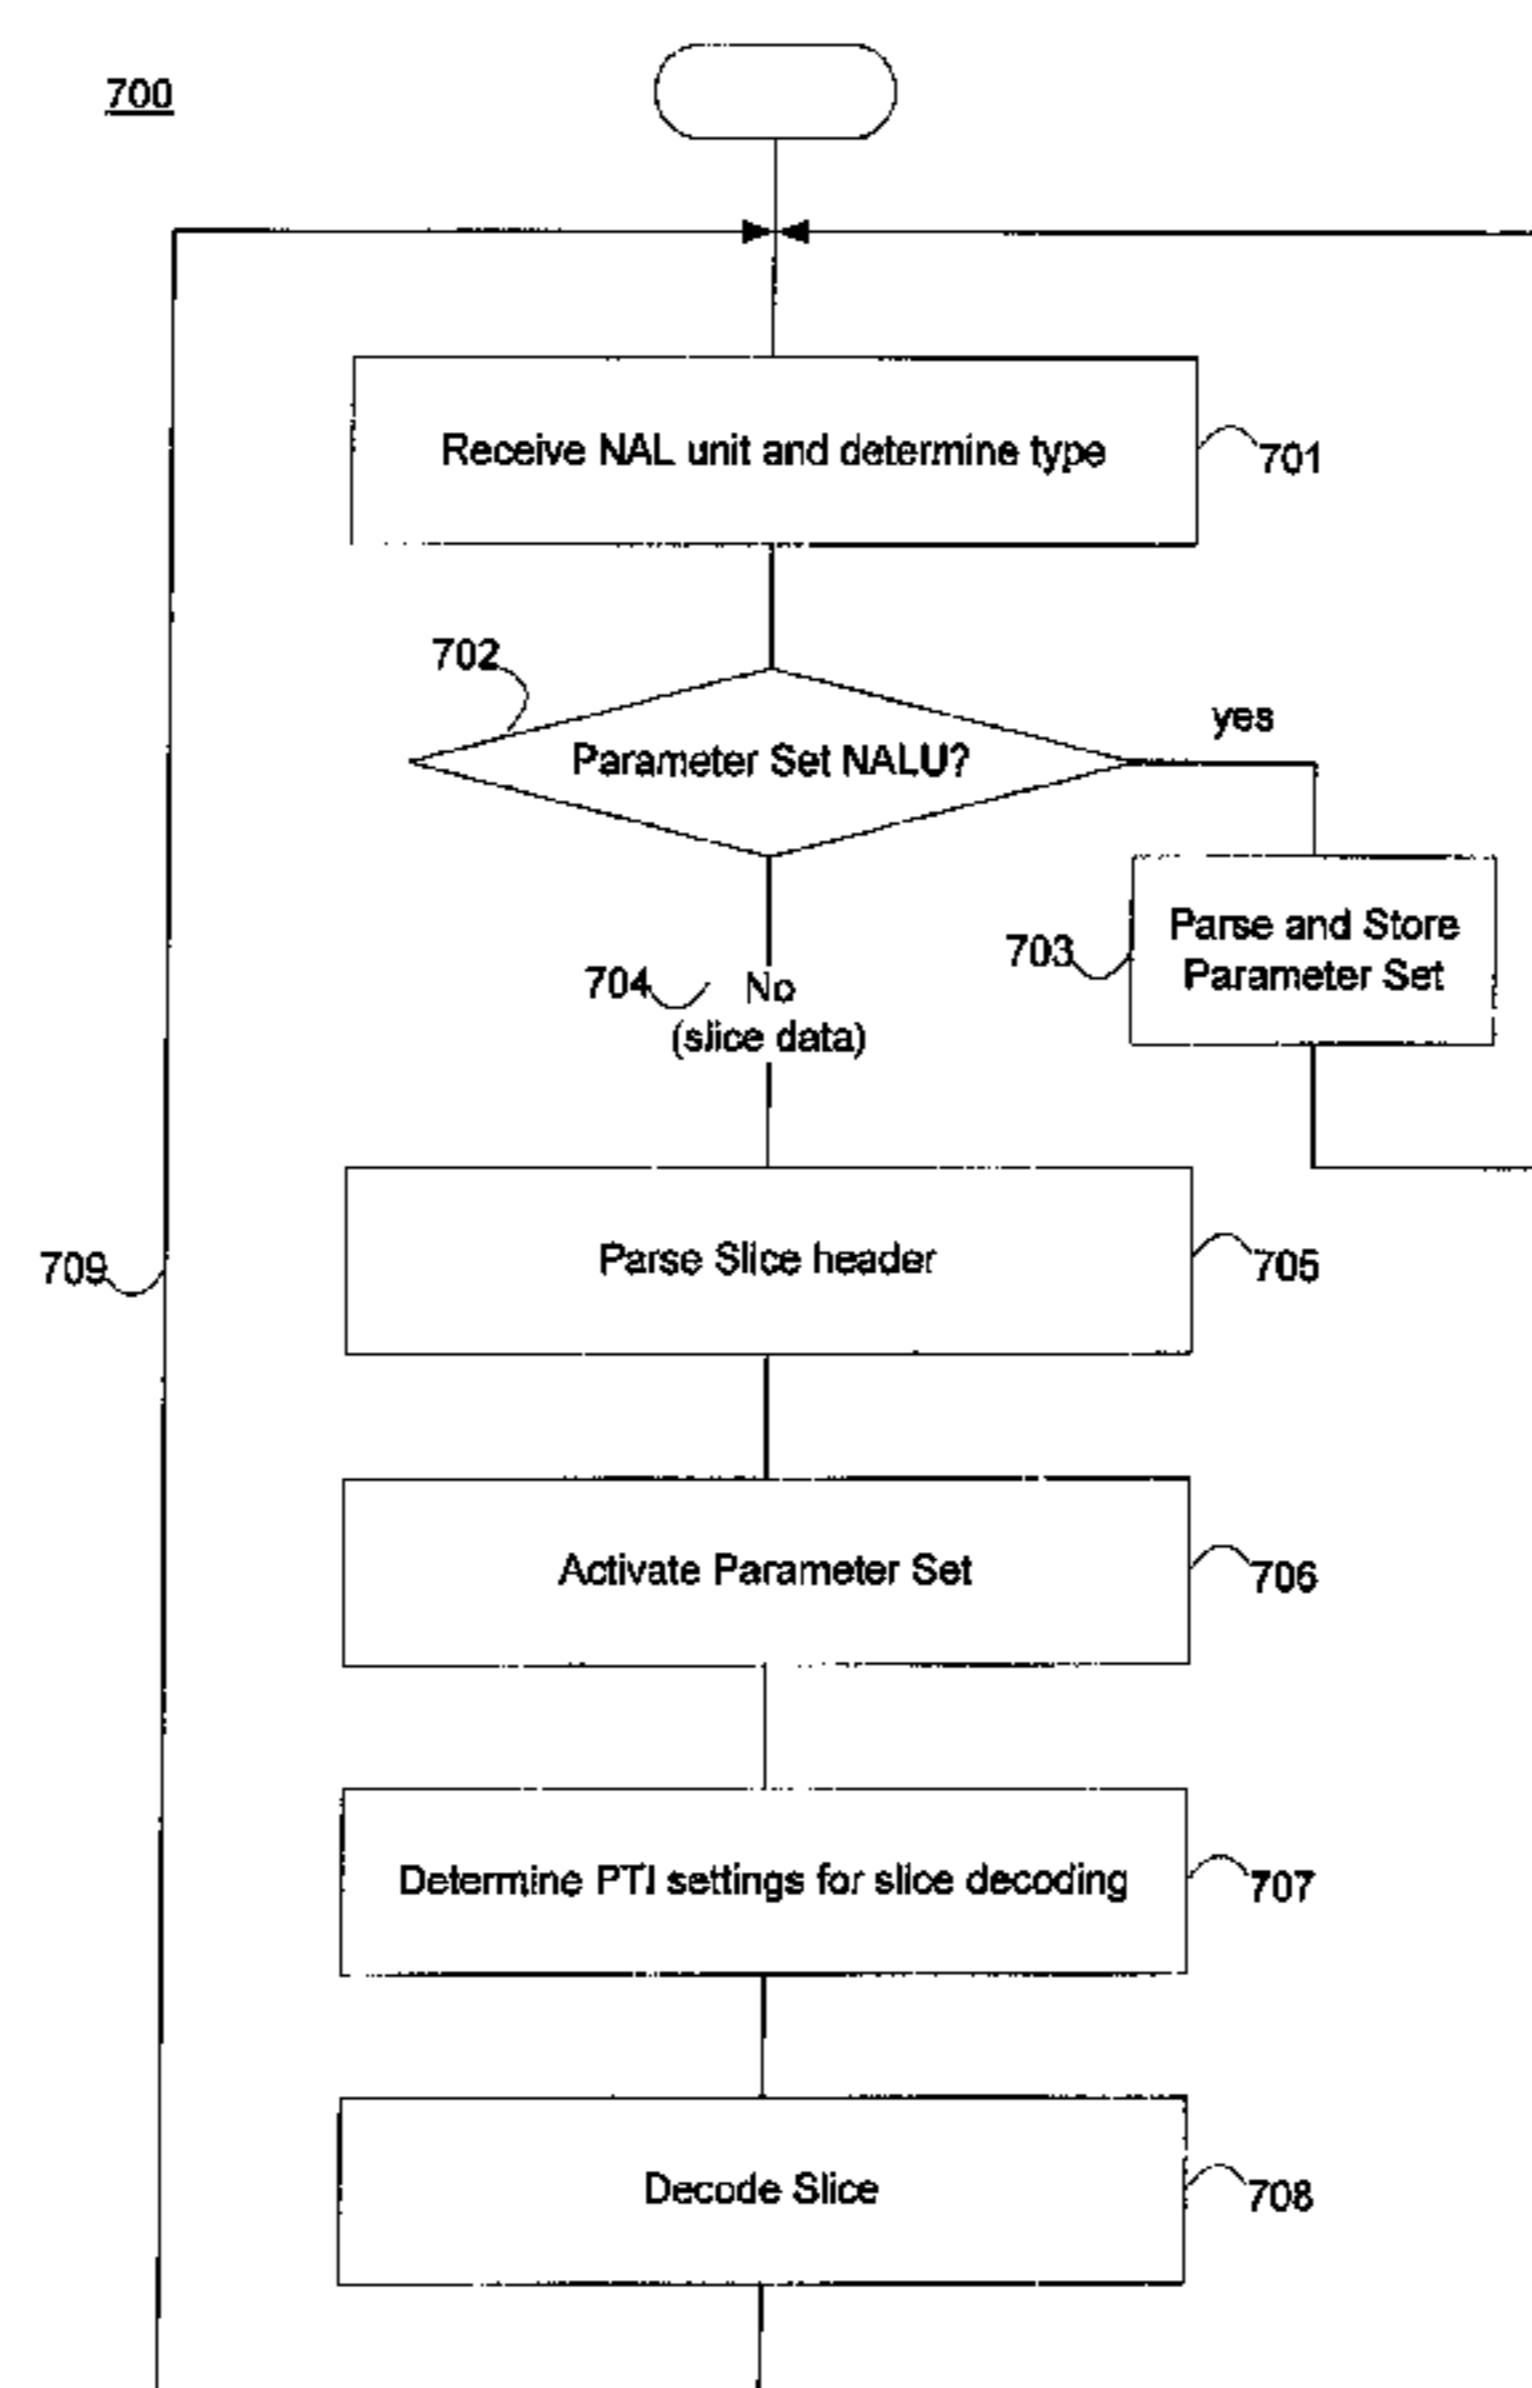 700
Receive NAL unit and determine type
701
702
Parameter Set NALU?
yes
703
Parse and Store
Parameter Set
704
No
(slice data)
Parse Slice header
705
709
Activate Parameter Set
706
Determine PTI settings for slice decoding
707
Decode Slice
708